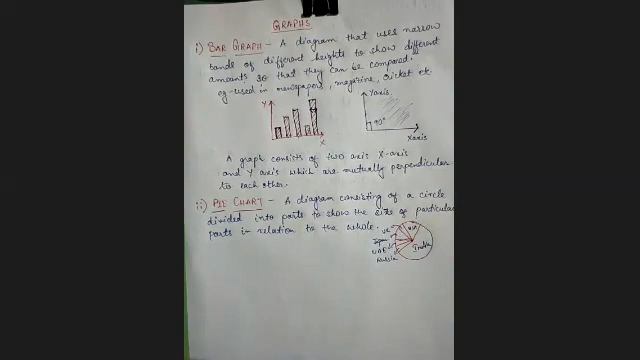 GRAPHS
i) BAR GRAPH - A diagram that uses narrow
bands of different heights to show different
amounts so that they can be compared.
eg - used in newspapers, magazine, cricket etc
Y
X
Y axis
90°
X axis
A graph consists of two axis X-axis
and Y axis which are mutually perpendicular
to each other.
ii) PIE CHART - A diagram consisting of a circle
divided into parts to show the size of particular
parts in relation to the whole.
UK
UAE
Russia
India